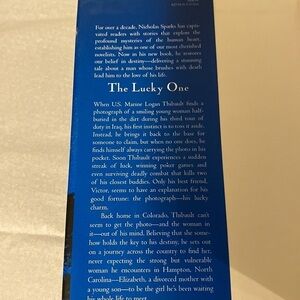 For over a decade, Nicholas Sparks has capti-
vated readers with stories that explore the
profound mysteries of the human heart,
establishing him as one of our most cherished
novelists. Now in his new book, he restores
our belief in destiny—delivering a stunning
tale about a man whose brushes with death
lead him to the love of his life.
The Lucky One
When U.S. Marine Logan Thibault finds a
photograph of a smiling young woman half-
buried in the dirt during his third tour of
duty in Iraq, his first instinct is to toss it aside.
Instead, he brings it back to the base for
someone to claim, but when no one does, he
finds himself always carrying the photo in his
pocket. Soon Thibault experiences a sudden
streak of luck, winning poker games and
even surviving deadly combat that kills two
of his closest buddies. Only his best friend,
Victor, seems to have an explanation for his
good fortune: the photograph—his lucky
charm.
Back home in Colorado, Thibault can't
seem to get the photo—and the woman in
it—out of his mind. Believing that she some-
how holds the key to his destiny, he sets out
on a journey across the country to find her,
never expecting the strong but vulnerable
woman he encounters in Hampton, North
Carolina—Elizabeth, a divorced mother with
a young son—to be the girl he's been waiting
his whole life to meet